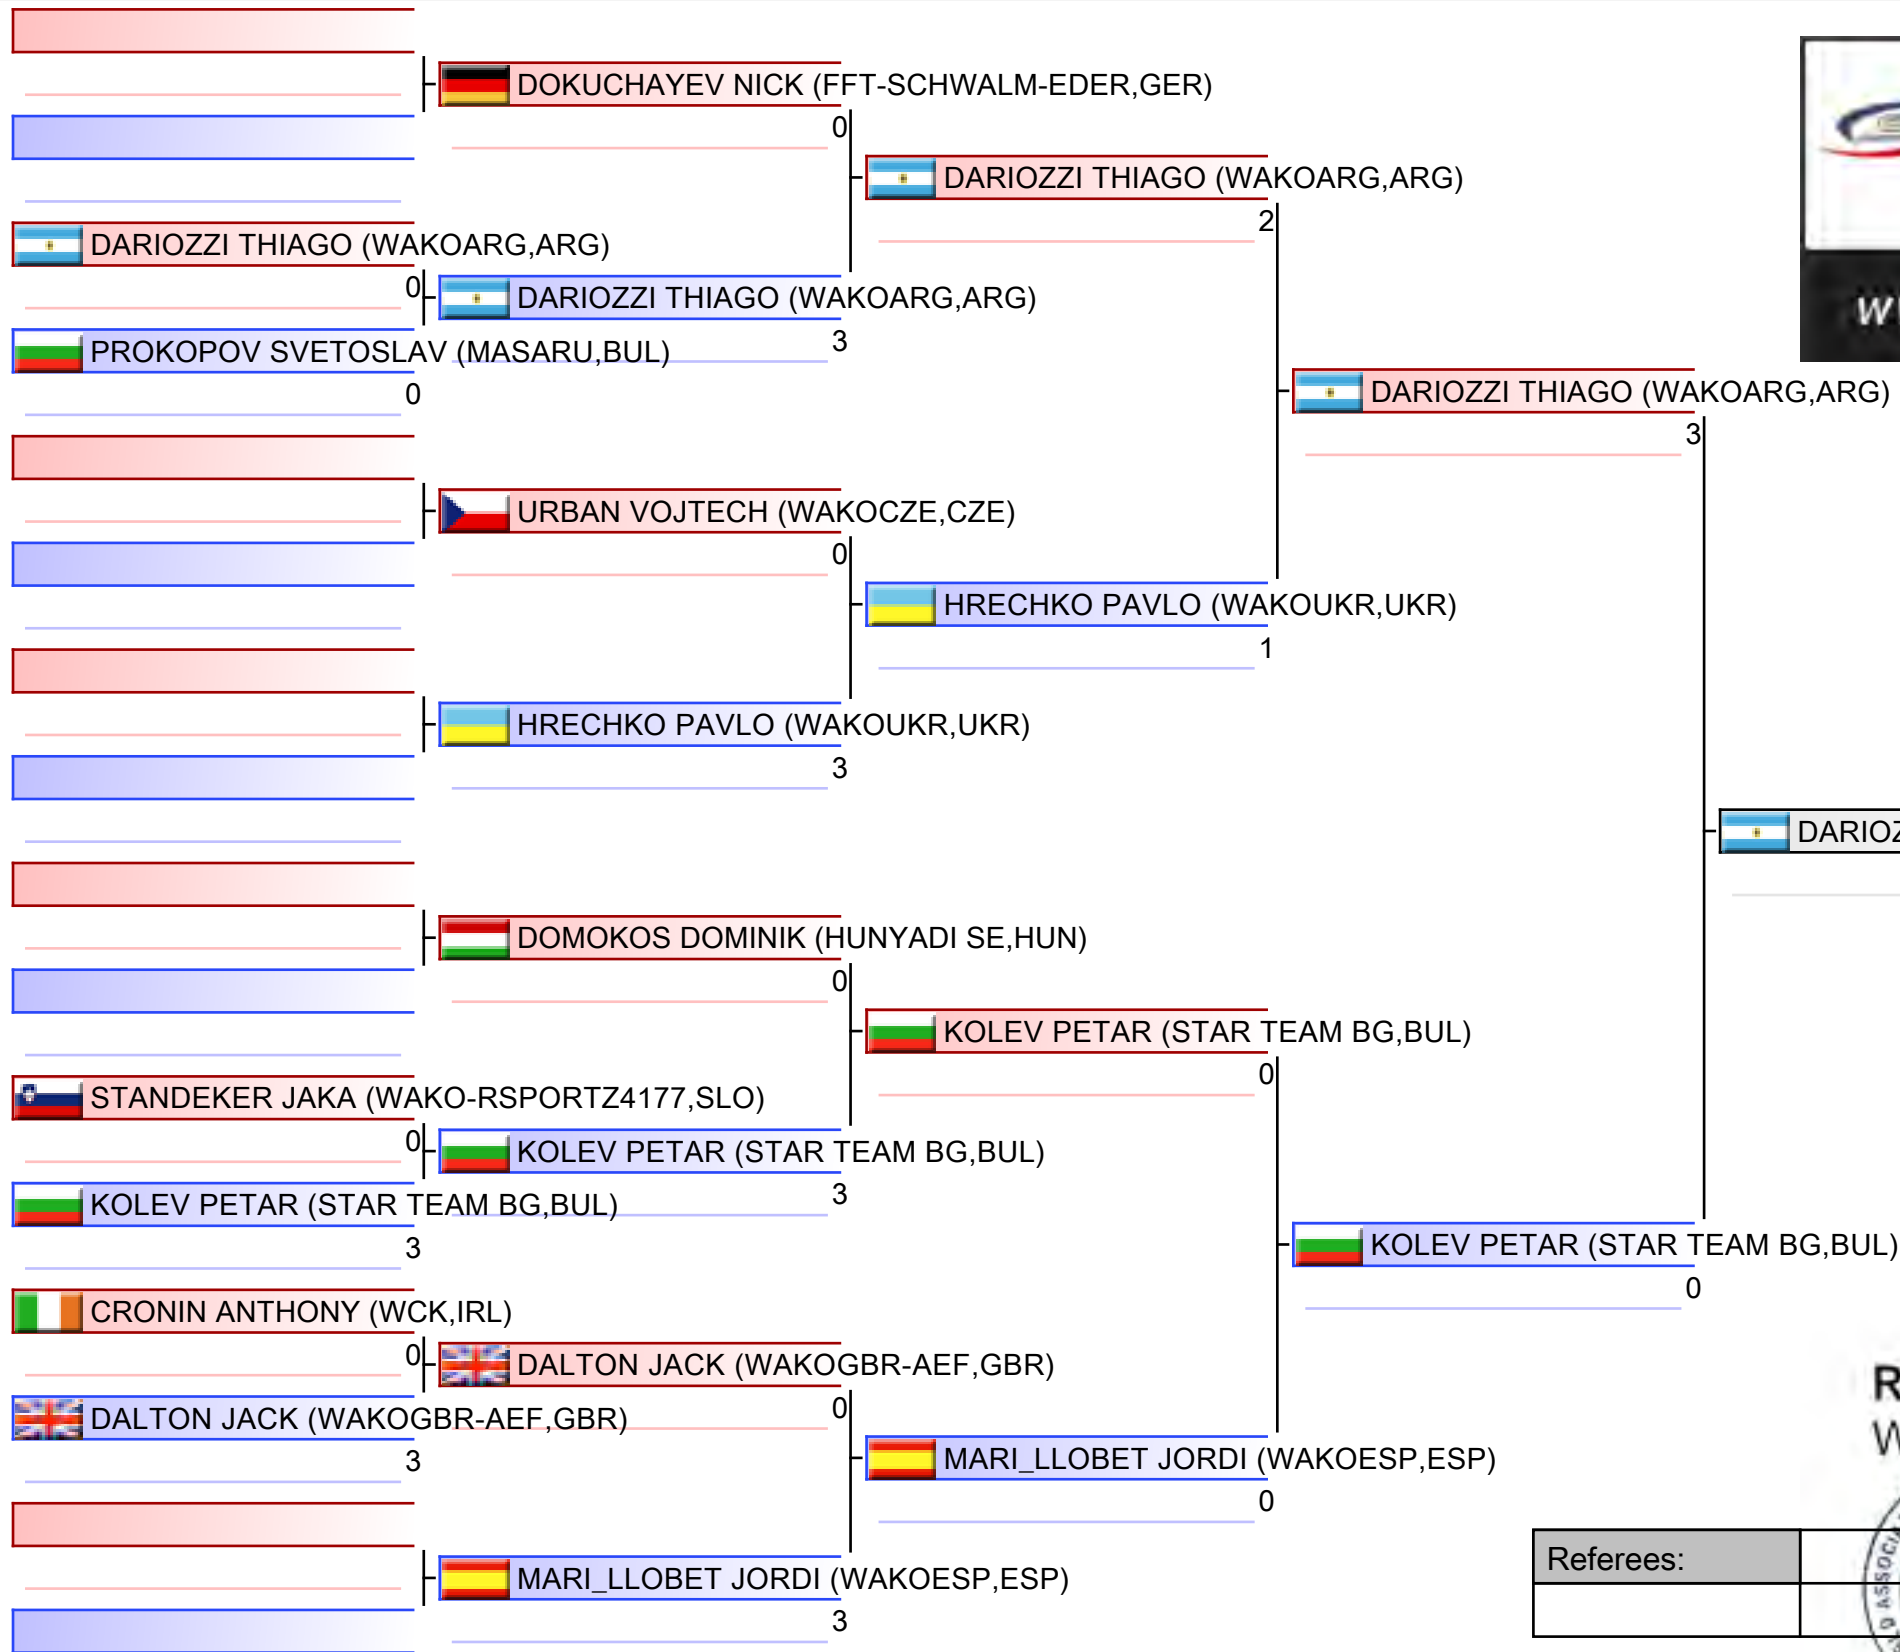 DOKUCHAYEV NICK (FFT-SCHWALM-EDER,GER)
0
DARIOZZI THIAGO (WAKOARG,ARG)
2
DARIOZZI THIAGO (WAKOARG,ARG)
0
DARIOZZI THIAGO (WAKOARG,ARG)
3
PROKOPOV SVETOSLAV (MASARU,BUL)
0
DARIOZZI THIAGO (WAKOARG,ARG)
3
URBAN VOJTECH (WAKOCZE,CZE)
0
HRECHKO PAVLO (WAKOUKR,UKR)
1
HRECHKO PAVLO (WAKOUKR,UKR)
3
DOMOKOS DOMINIK (HUNYADI SE,HUN)
0
KOLEV PETAR (STAR TEAM BG,BUL)
0
STANDEKER JAKA (WAKO-RSPORTZ4177,SLO)
0
KOLEV PETAR (STAR TEAM BG,BUL)
3
KOLEV PETAR (STAR TEAM BG,BUL)
3
KOLEV PETAR (STAR TEAM BG,BUL)
0
CRONIN ANTHONY (WCK,IRL)
0
DALTON JACK (WAKOGBR-AEF,GBR)
0
DALTON JACK (WAKOGBR-AEF,GBR)
3
MARI_LLOBET JORDI (WAKOESP,ESP)
0
MARI_LLOBET JORDI (WAKOESP,ESP)
3
Referees: